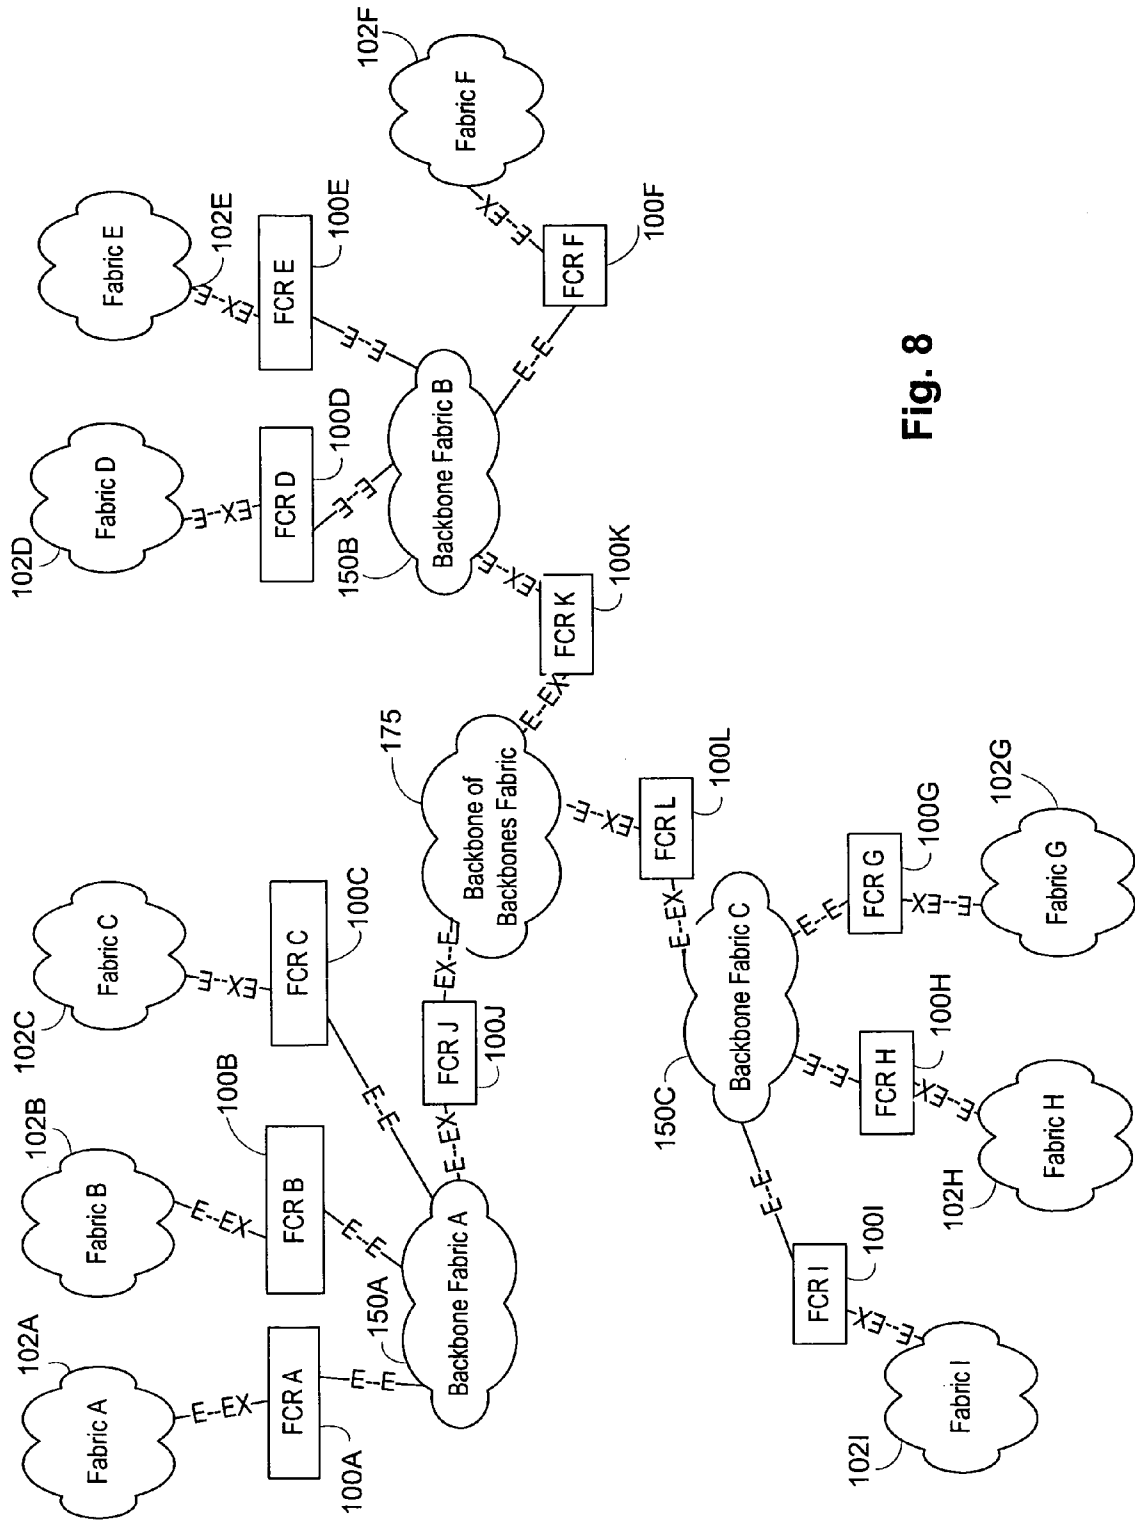 102A
Fabric A
102B
Fabric B
102C
Fabric C
102D
Fabric D
Fabric E
E--EX
E--EX
E--EX
E--EX
E--EX
102E
100A
FCR A
100B
FCR B
100C
FCR C
100D
FCR D
100E
FCR E
E--E
E--E
E--E
E--E
E--E
150A
Backbone Fabric A
150B
Backbone Fabric B
102F
Fabric F
E--EX
FCR J
100J
EX--E
175
Backbone of
Backbones Fabric
E--EX
FCR K
100K
EX--E
E--E
FCR F
100F
EX--E
E--EX
FCR L
100L
E--EX
150C
Backbone Fabric C
E--E
E--E
E--E
FCR I
100I
FCR H
100H
FCR G
100G
EX--E
EX--E
EX--E
102I
Fabric I
102H
Fabric H
102G
Fabric G
Fig. 8